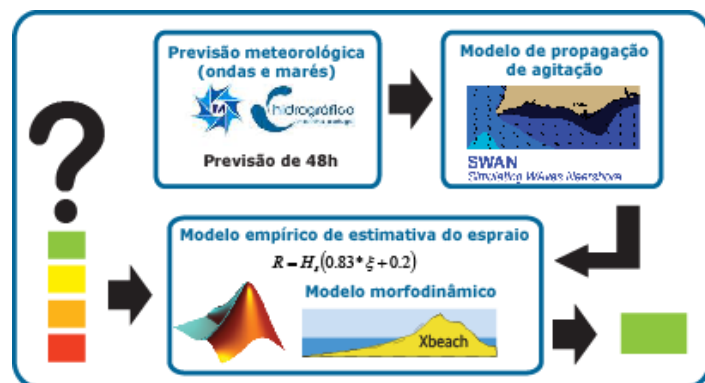 Previsão meteorológica
(ondas e marés)
M
hidrográfico
Previsão de 48h
Modelo de propagação
de agitação
SWAN
Simulating Waves Nearshore
?
Modelo empírico de estimativa do espraio
R = Hₛ(0.83*ξ+0.2)
Modelo morfodinâmico
Xbeach